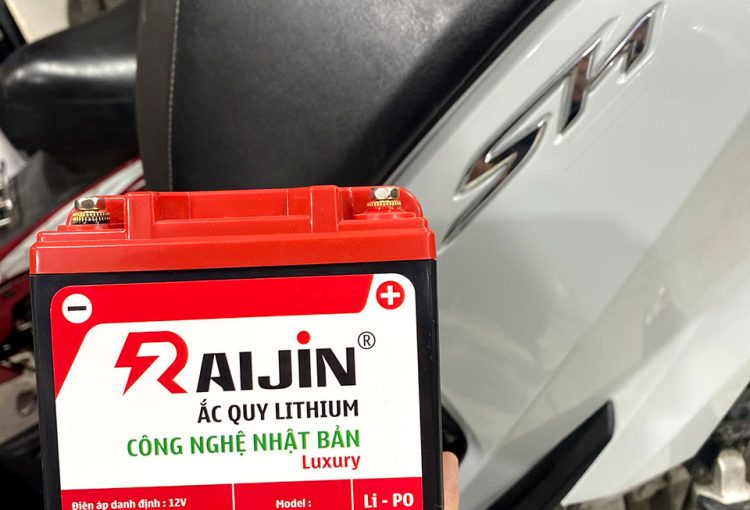 SH
RAIJIN®
ẮC QUY LITHIUM
CÔNG NGHỆ NHẬT BẢN
Luxury
Điện áp danh định : 12V
Model :
Li - PO